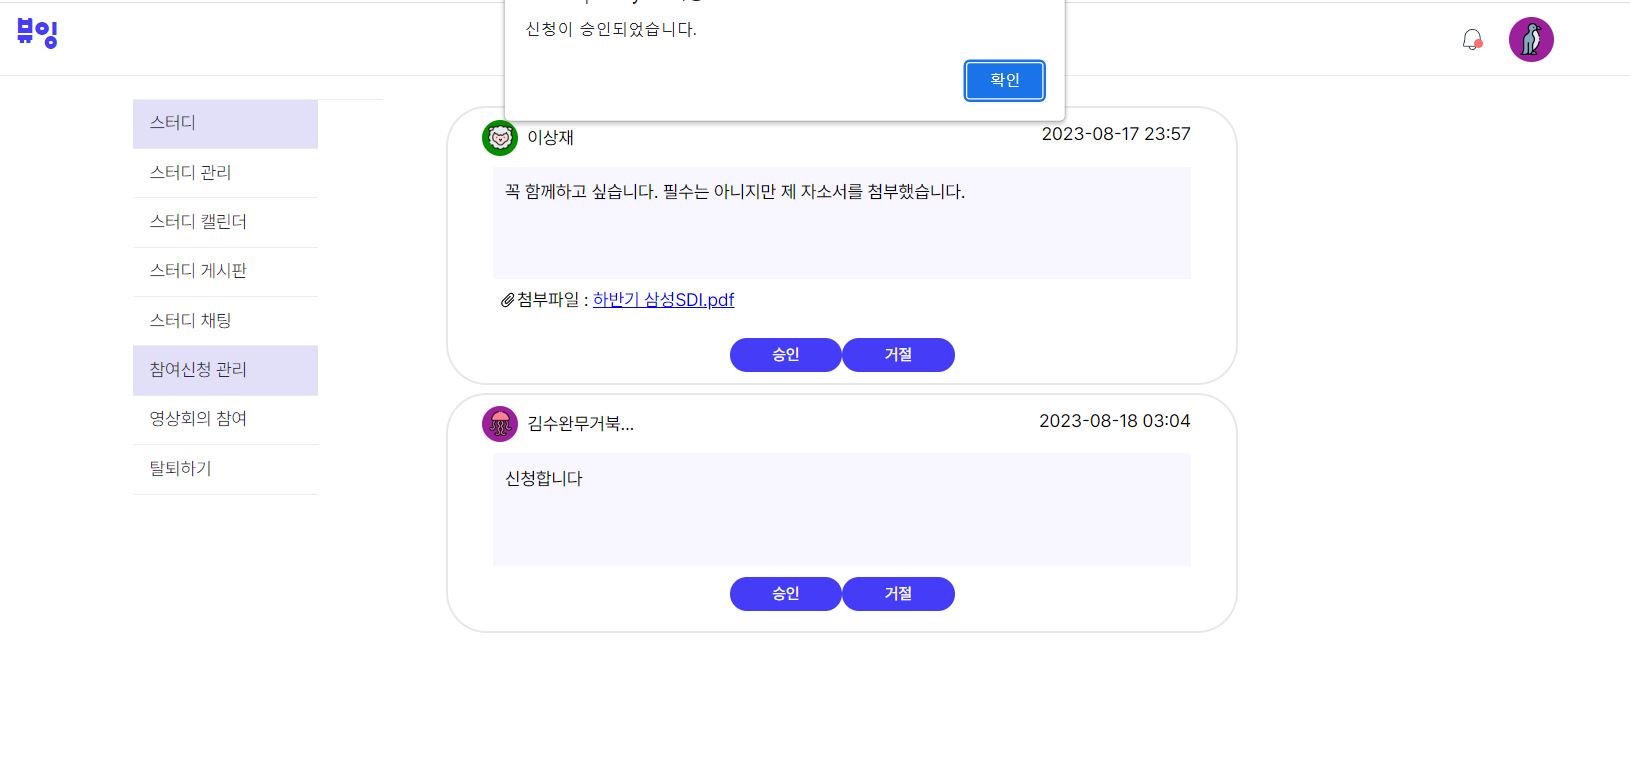 신청이 승인되었습니다.
확인
뷰잉
스터디
스터디 관리
스터디 캘린더
스터디 게시판
스터디 채팅
참여신청 관리
영상회의 참여
탈퇴하기
이상재
2023-08-17 23:57
꼭 함께하고 싶습니다. 필수는 아니지만 제 자소서를 첨부했습니다.
첨부파일 : 하반기 삼성SDI.pdf
승인 거절
김수완무거북...
2023-08-18 03:04
신청합니다
승인 거절